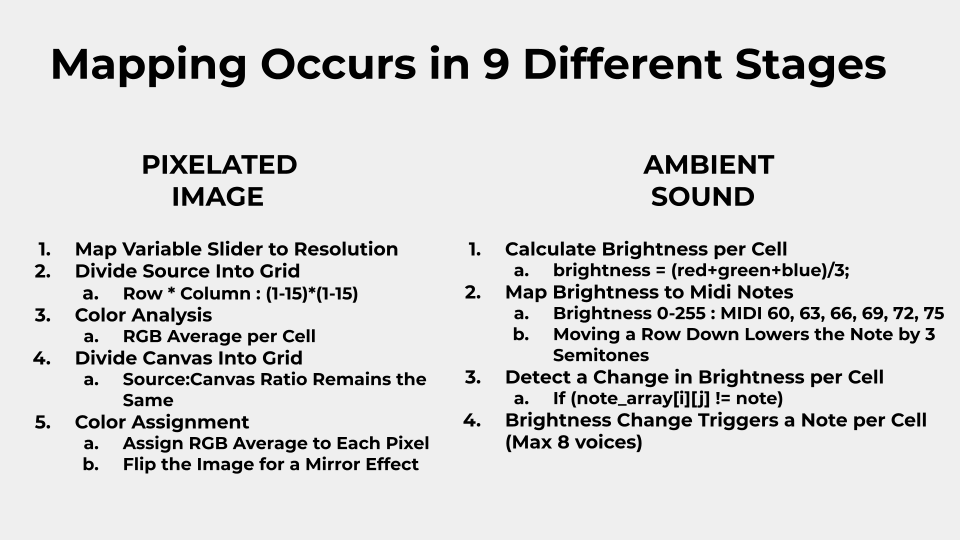 Mapping Occurs in 9 Different Stages
PIXELATED
IMAGE
1. Map Variable Slider to Resolution
2. Divide Source Into Grid
a. Row * Column : (1-15)*(1-15)
3. Color Analysis
a. RGB Average per Cell
4. Divide Canvas Into Grid
a. Source:Canvas Ratio Remains the
Same
5. Color Assignment
a. Assign RGB Average to Each Pixel
b. Flip the Image for a Mirror Effect
AMBIENT
SOUND
1. Calculate Brightness per Cell
a. brightness = (red+green+blue)/3;
2. Map Brightness to Midi Notes
a. Brightness 0-255 : MIDI 60, 63, 66, 69, 72, 75
b. Moving a Row Down Lowers the Note by 3
Semitones
3. Detect a Change in Brightness per Cell
a. If (note_array[i][j] != note)
4. Brightness Change Triggers a Note per Cell
(Max 8 voices)